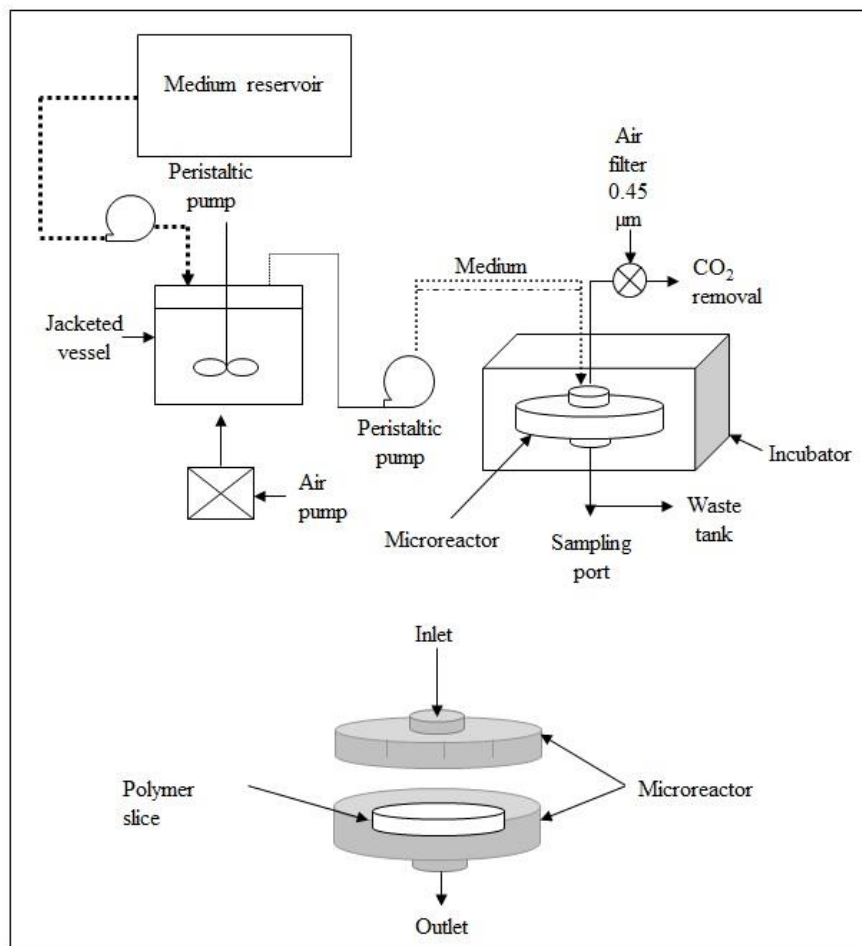 Medium reservoir
Peristaltic
pump
Air
filter
0.45
μm
Medium
CO2
removal
Jacketed
vessel
Peristaltic
pump
Incubator
Air
pump
Waste
tank
Microreactor
Sampling
port
Inlet
Polymer
slice
Microreactor
Outlet